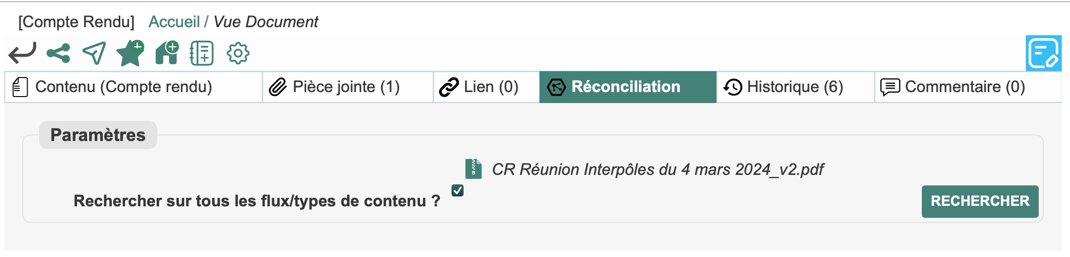 [Compte Rendu] Accueil / Vue Document
Contenu (Compte rendu) Pièce jointe (1) Lien (0) Réconciliation Historique (6) Commentaire (0)
Paramètres
CR Réunion Interpôles du 4 mars 2024_v2.pdf
Rechercher sur tous les flux/types de contenu ?
RECHERCHER